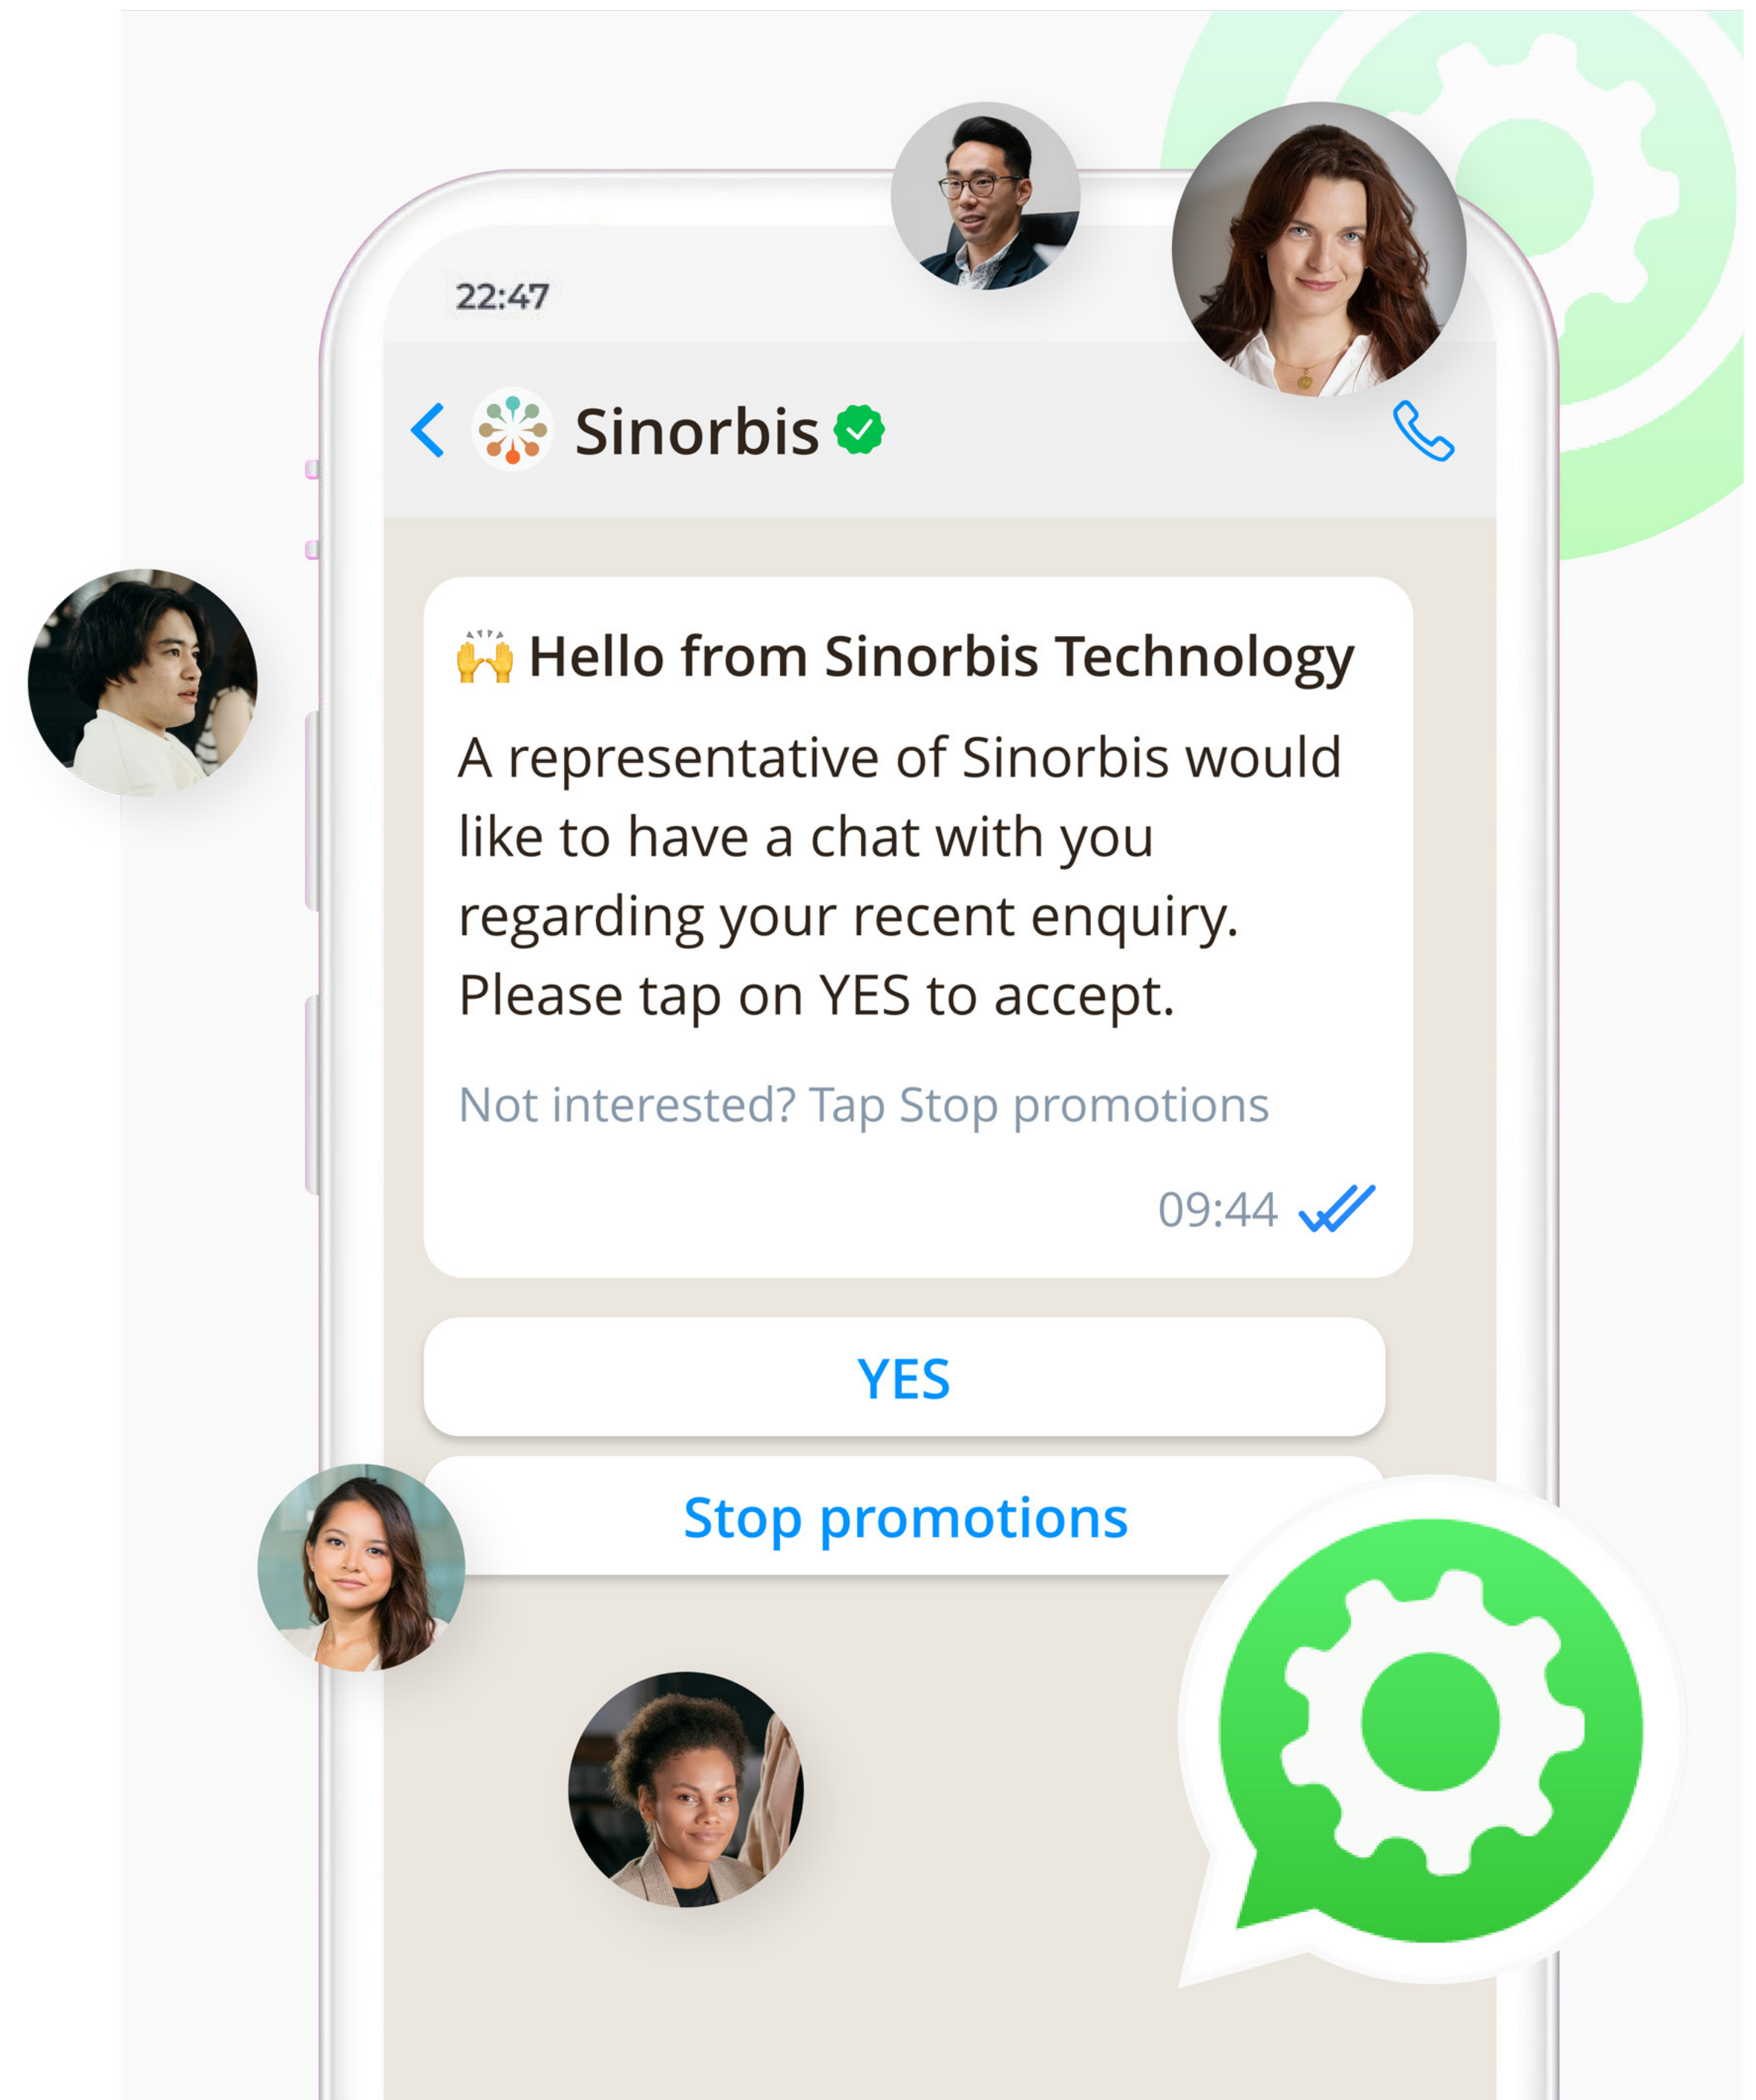 22:47
Sinorbis
🙌 Hello from Sinorbis Technology
A representative of Sinorbis would
like to have a chat with you
regarding your recent enquiry.
Please tap on YES to accept.
Not interested? Tap Stop promotions
09:44
YES
Stop promotions